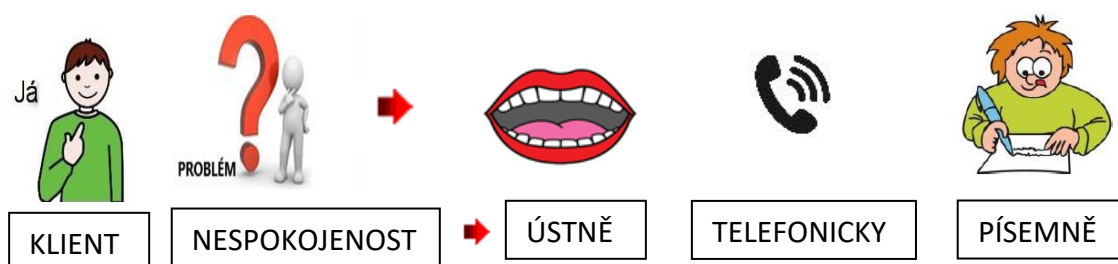 Já
PROBLÉM
KLIENT
NESPOKOJENOST
ÚSTNĚ
TELEFONICKY
PÍSEMNĚ